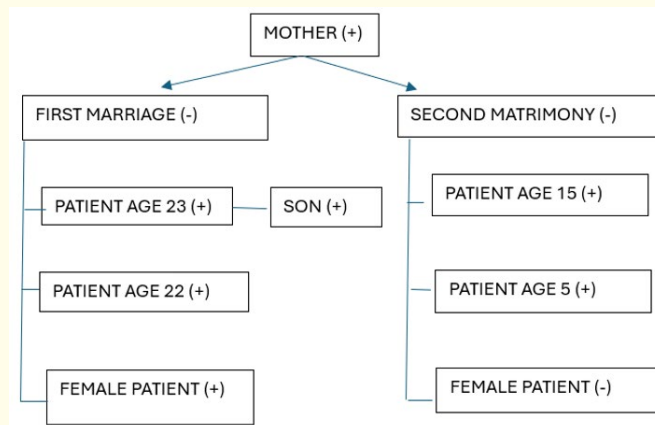 MOTHER (+)
FIRST MARRIAGE (-)
SECOND MATRIMONY (-)
PATIENT AGE 23 (+)
SON (+)
PATIENT AGE 15 (+)
PATIENT AGE 22 (+)
PATIENT AGE 5 (+)
FEMALE PATIENT (+)
FEMALE PATIENT (-)